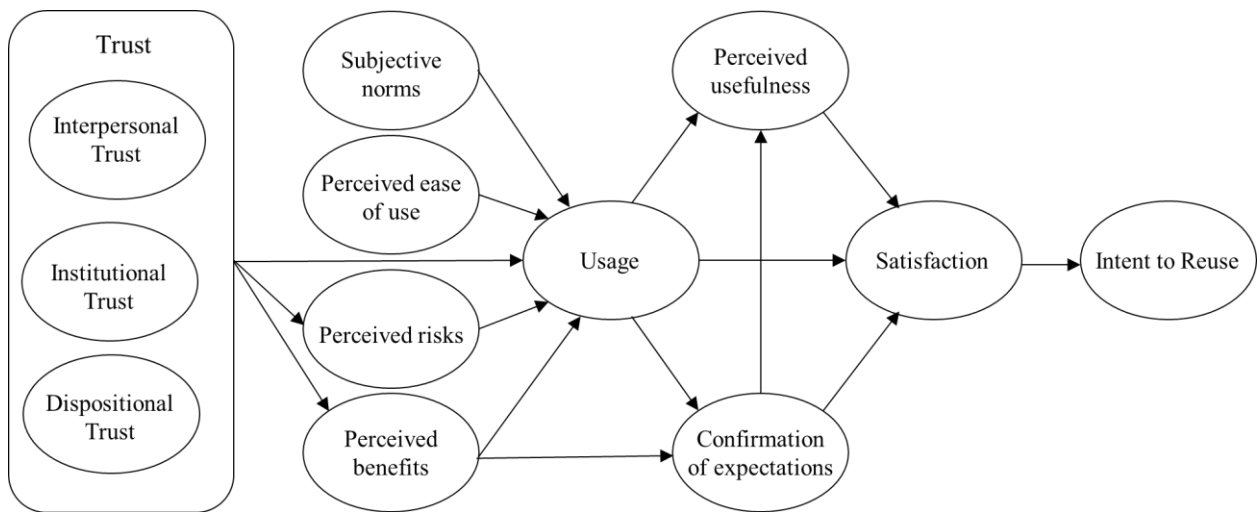 Trust
Interpersonal
Trust
Institutional
Trust
Dispositional
Trust
Subjective
norms
Perceived ease
of use
Perceived risks
Perceived
benefits
Usage
Perceived
usefulness
Confirmation
of expectations
Satisfaction
Intent to Reuse